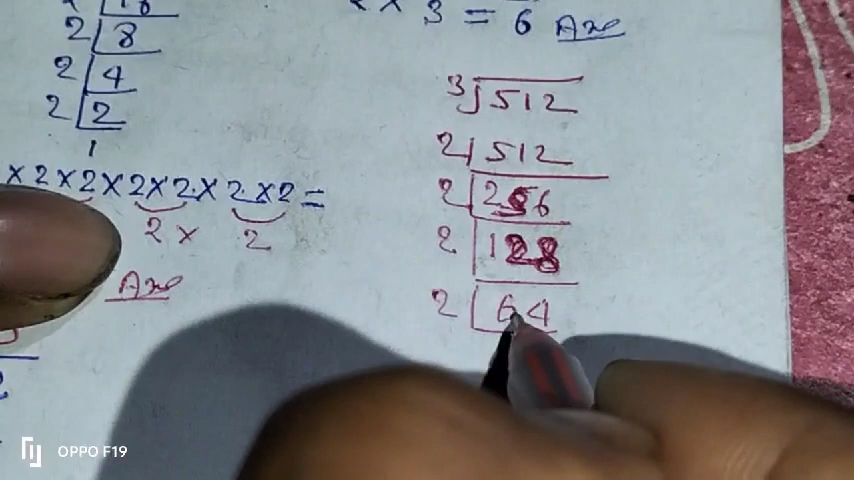 2 8
2 4
2 2
1
× 2 × 2 × 2 × 2 × 2 × 2 =
2 × 2
Ans
3 = 6 Ans
3√512
2 512
2 256
2 128
2 64
OPPO F19